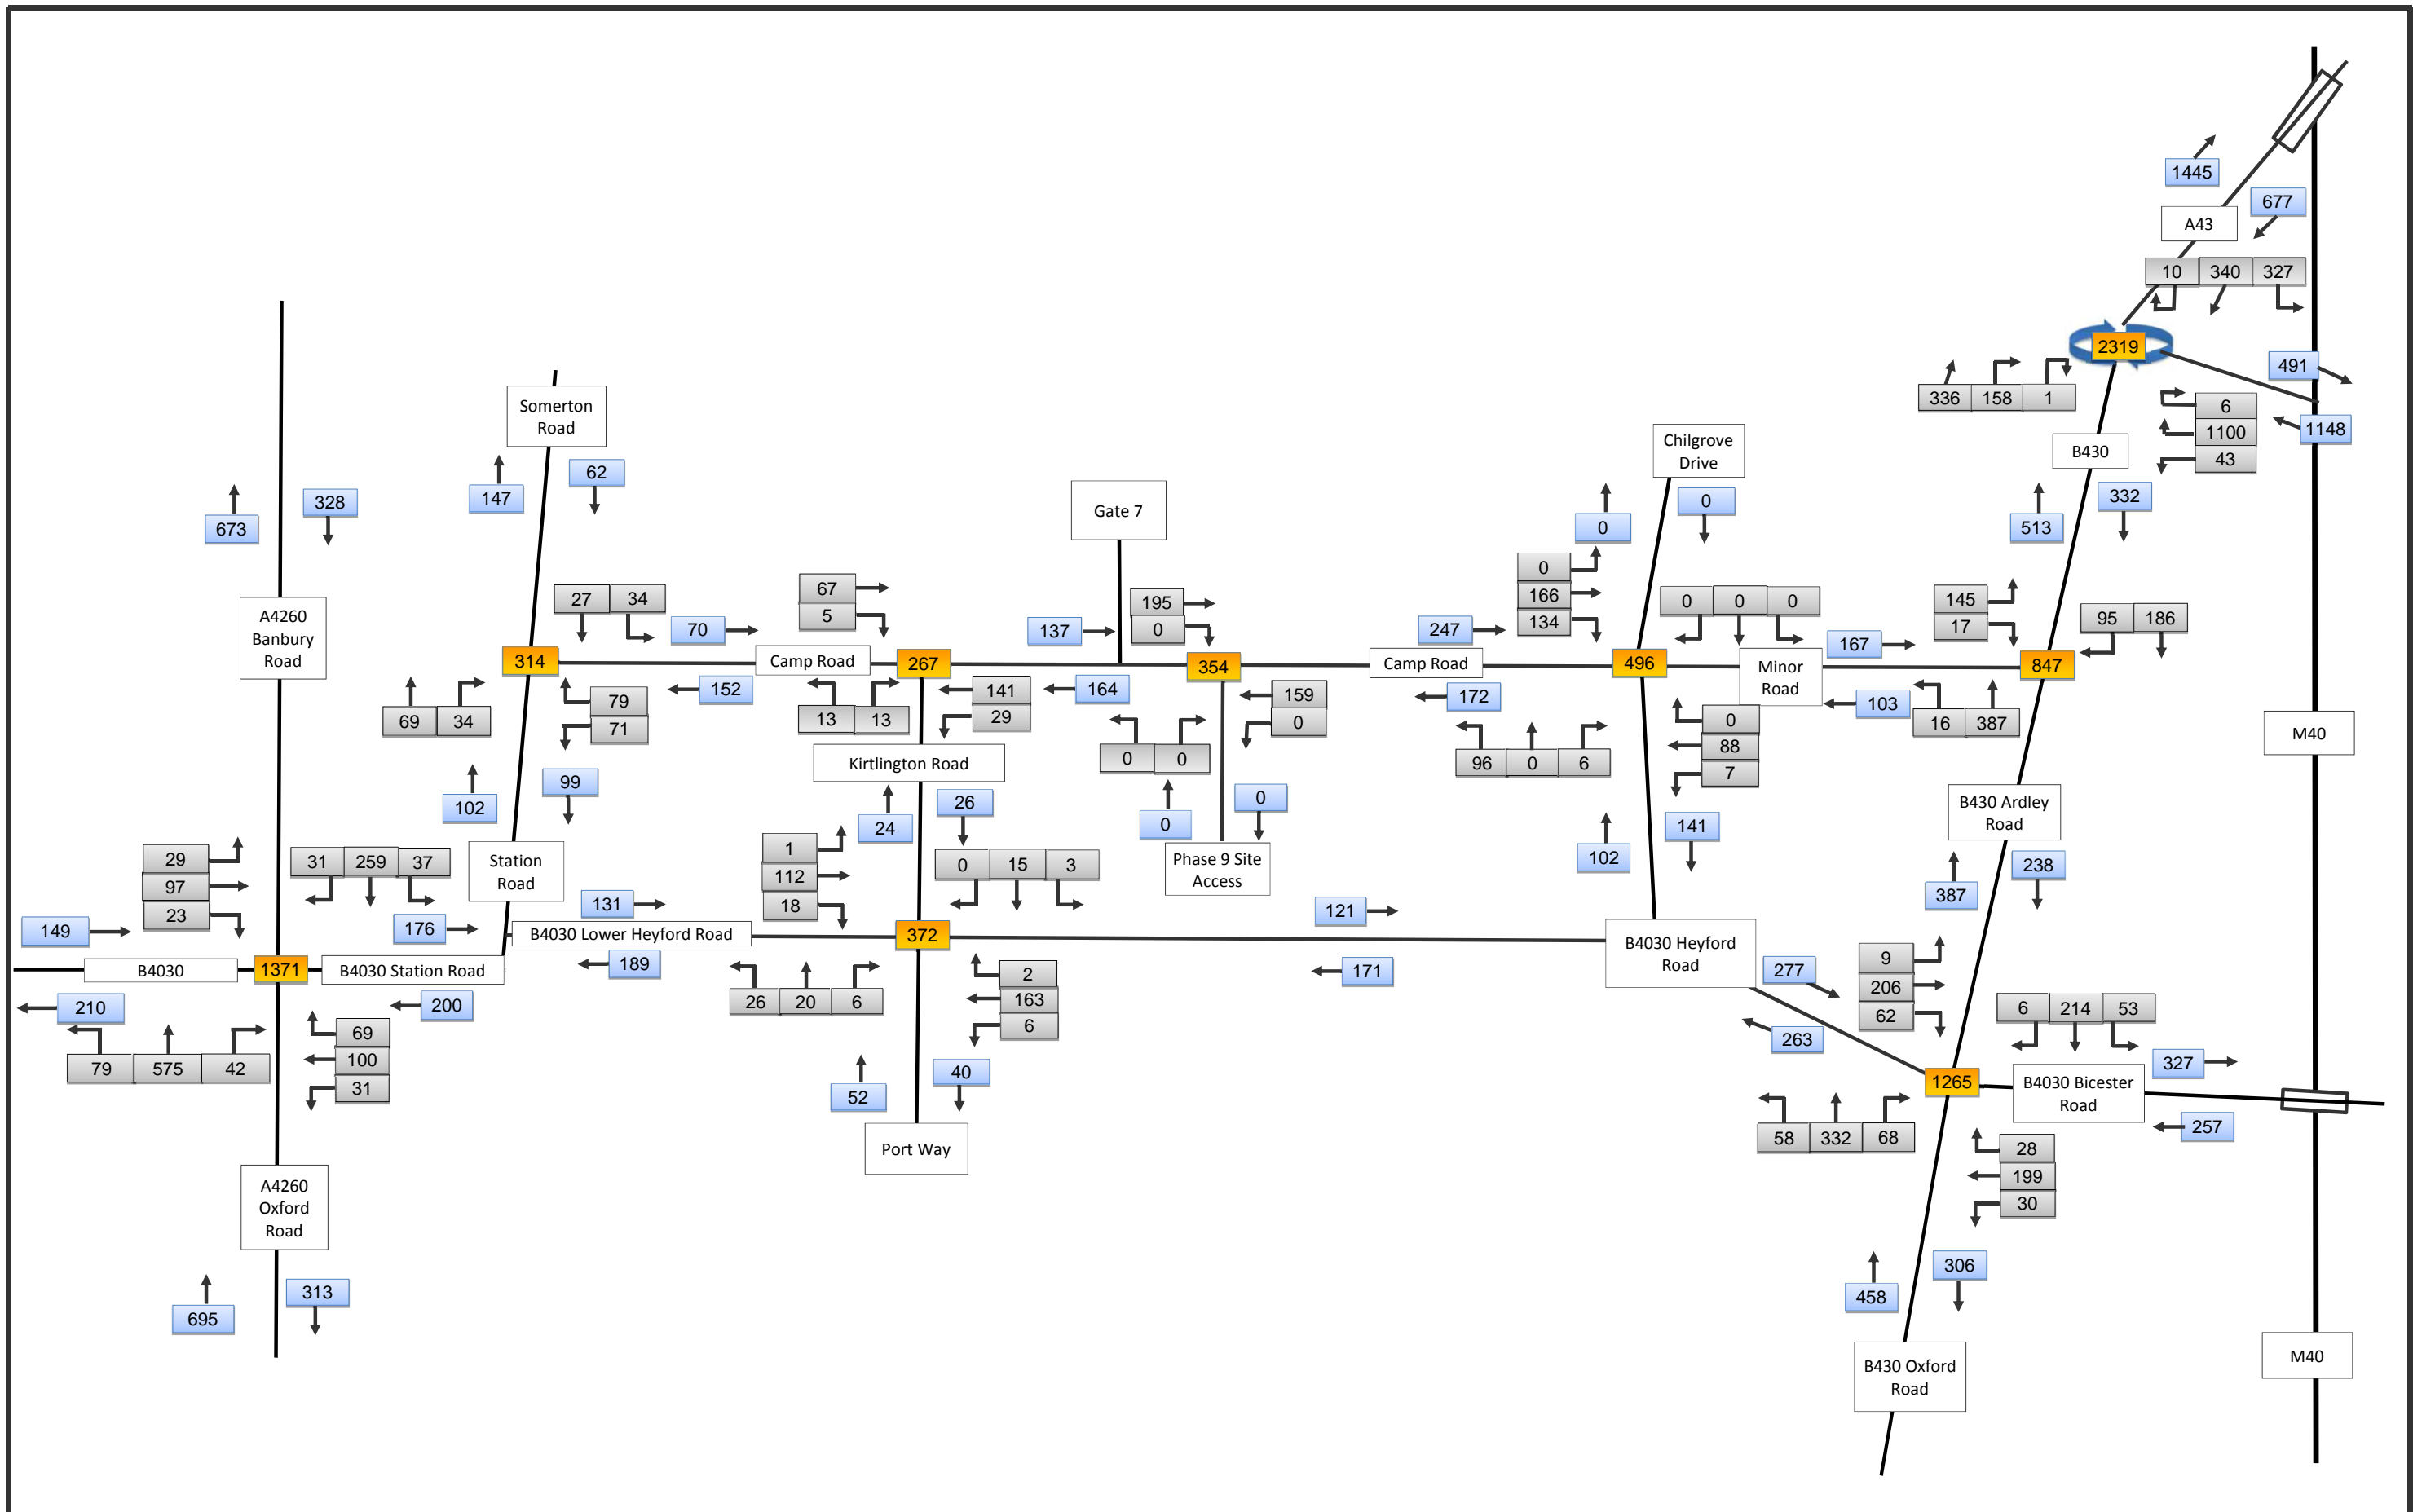 1445
677
A43
10 340 327
2319
491
336 158 1
6
1148
1100
43
B430
332
513
Somerton
Road
147
62
673
328
Chilgrove
Drive
0
0
Gate 7
0
166
134
0 0 0
145
17
95 186
27 34
67
5
195
0
A4260
Banbury
Road
70
137
247
167
314
Camp Road
267
354
Camp Road
496
Minor
Road
847
152
164
172
103
69 34
79
71
13 13
141
29
159
0
0 0
96 0 6
0
88
7
16 387
M40
Kirtlington Road
102
99
24
26
0
0
102
141
B430 Ardley
Road
29
97
23
31 259 37
Station
Road
1
112
18
0 15 3
Phase 9 Site
Access
387
238
149
176
131
121
B4030 Lower Heyford Road
372
B4030 Heyford
Road
277
9
206
62
B4030
1371
B4030 Station Road
189
171
210
200
26 20 6
2
163
6
263
6 214 53
79 575 42
69
100
31
52
40
1265
B4030 Bicester
Road
327
257
Port Way
58 332 68
28
199
30
A4260
Oxford
Road
695
313
458
306
B430 Oxford
Road
M40